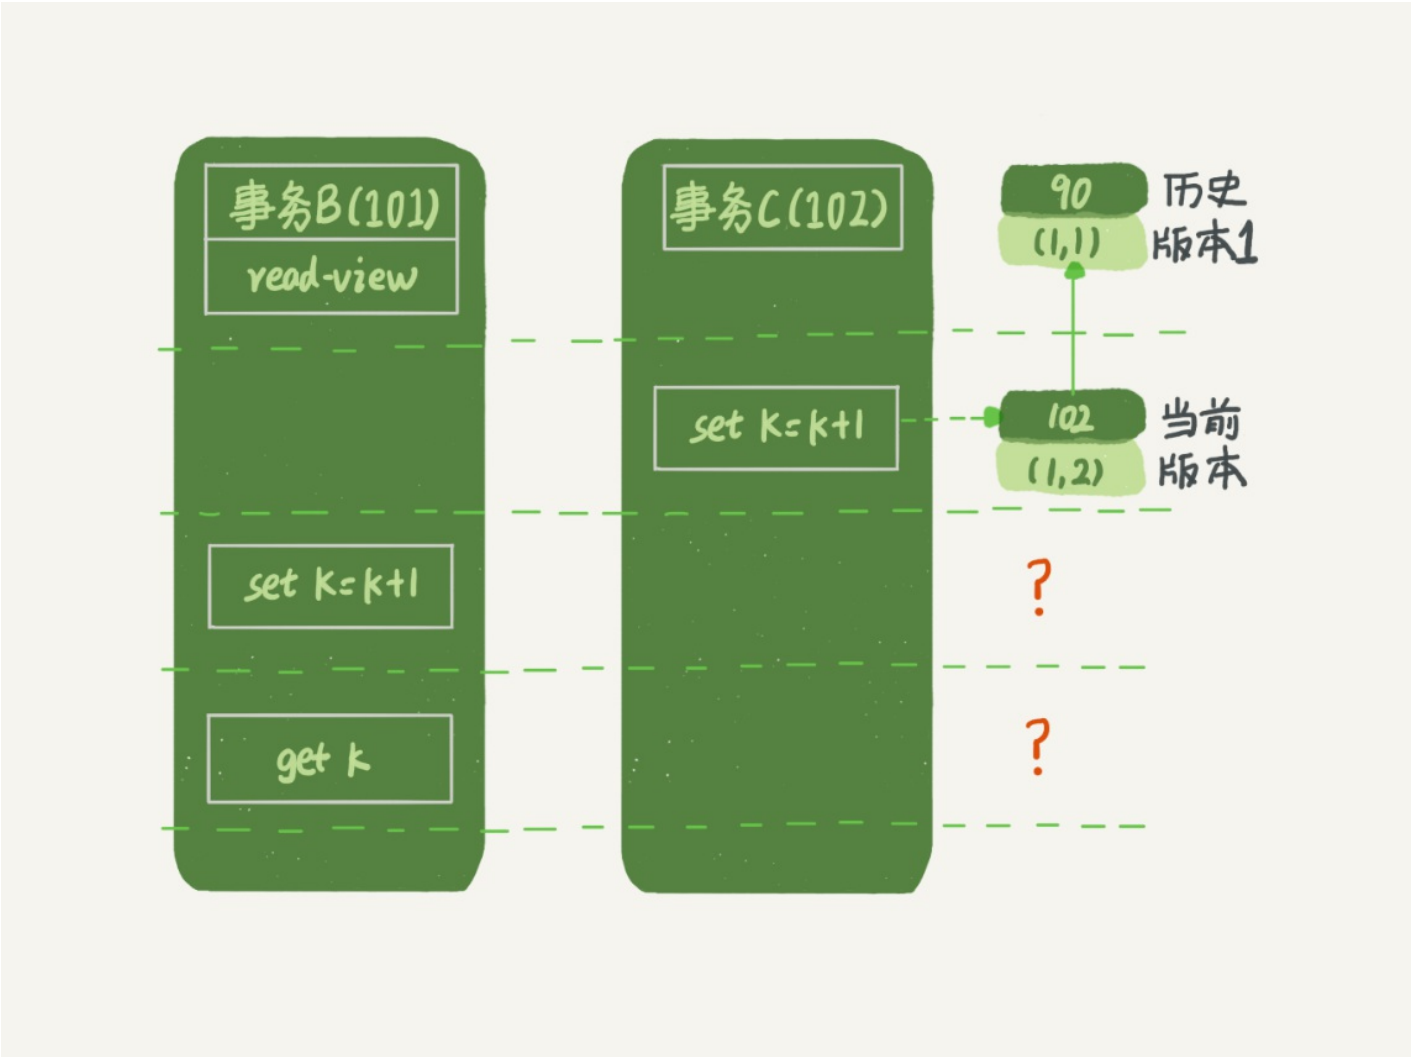 事务B(101)
read-view
事务C(102)
90
(1,1)
历史
版本1
set k=k+1
102
(1,2)
当前
版本
set k=k+1
?
get k
?